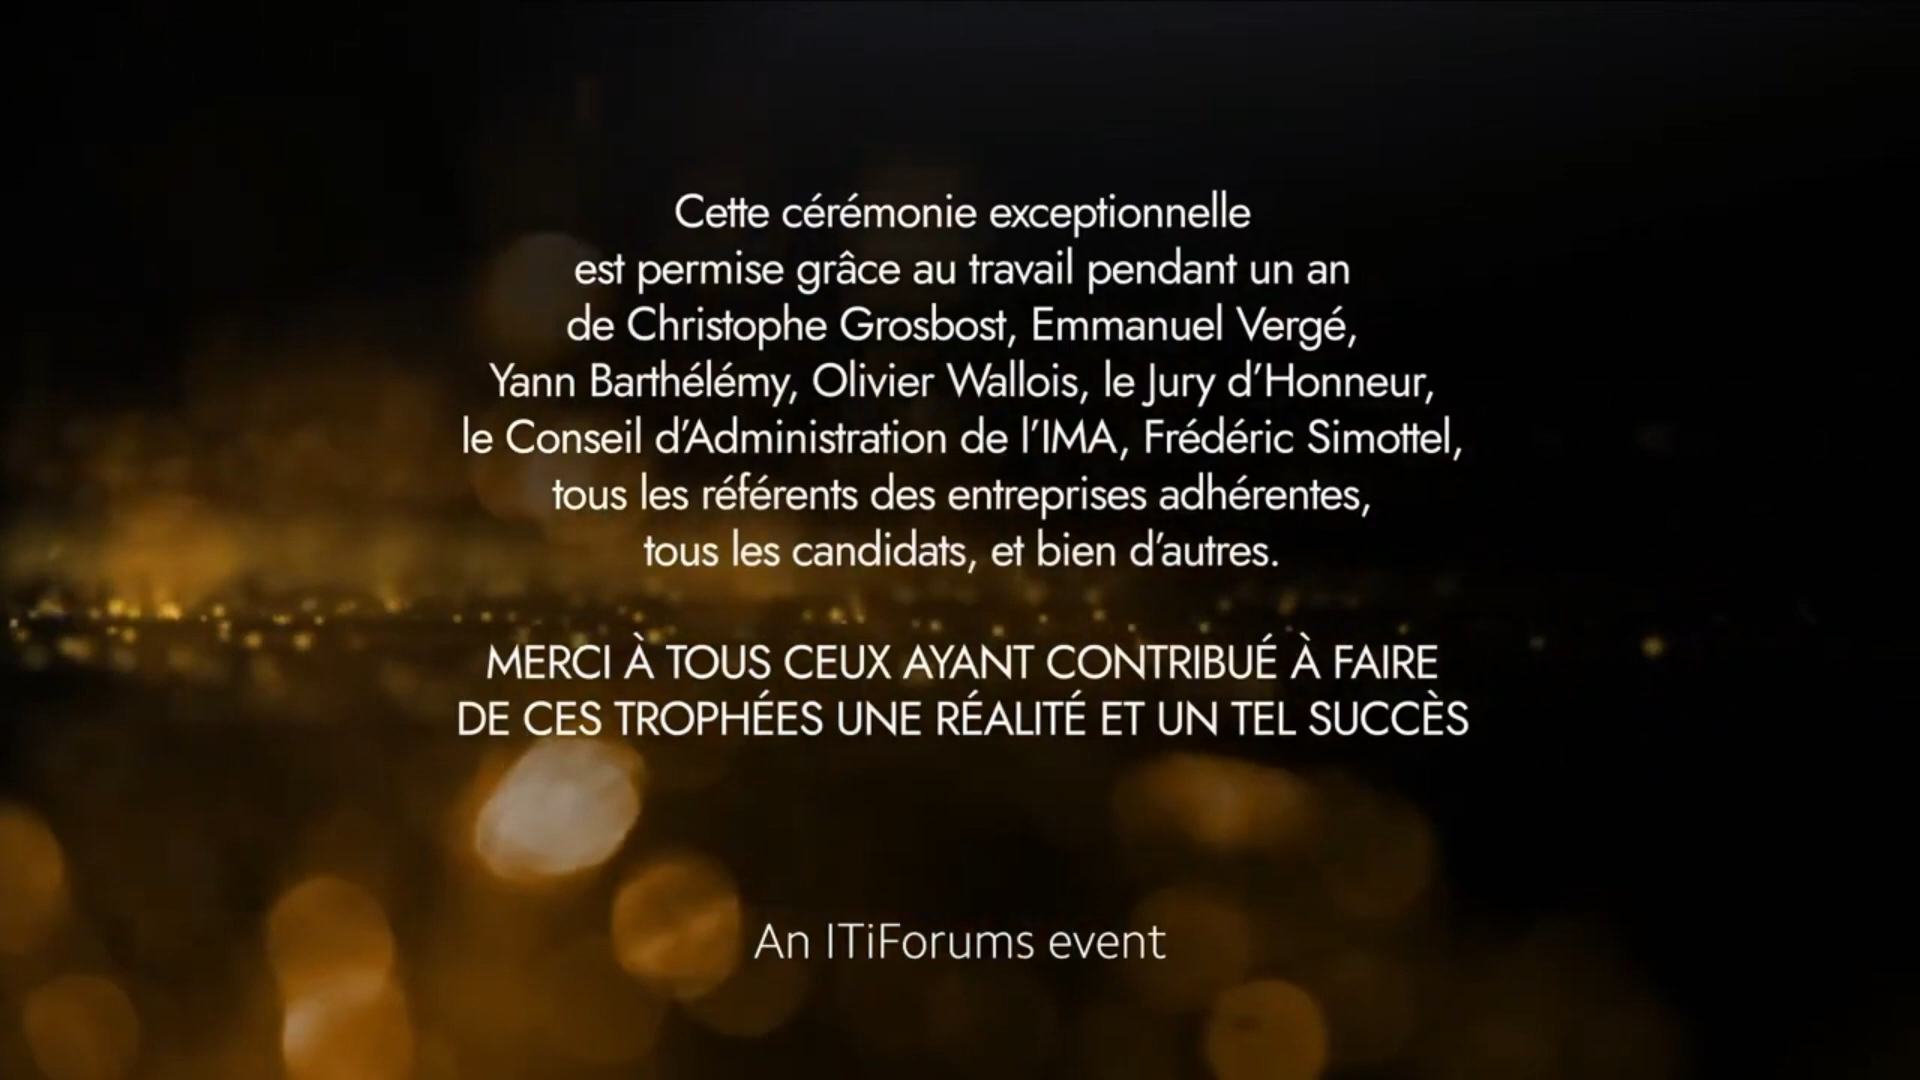 Cette cérémonie exceptionnelle
est permise grâce au travail pendant un an
de Christophe Grosbost, Emmanuel Vergé,
Yann Barthélémy, Olivier Wallois, le Jury d’Honneur,
le Conseil d’Administration de l’IMA, Frédéric Simottel,
tous les référents des entreprises adhérentes,
tous les candidats, et bien d’autres.
MERCI À TOUS CEUX AYANT CONTRIBUÉ À FAIRE
DE CES TROPHÉES UNE RÉALITÉ ET UN TEL SUCCÈS
An ITiForums event